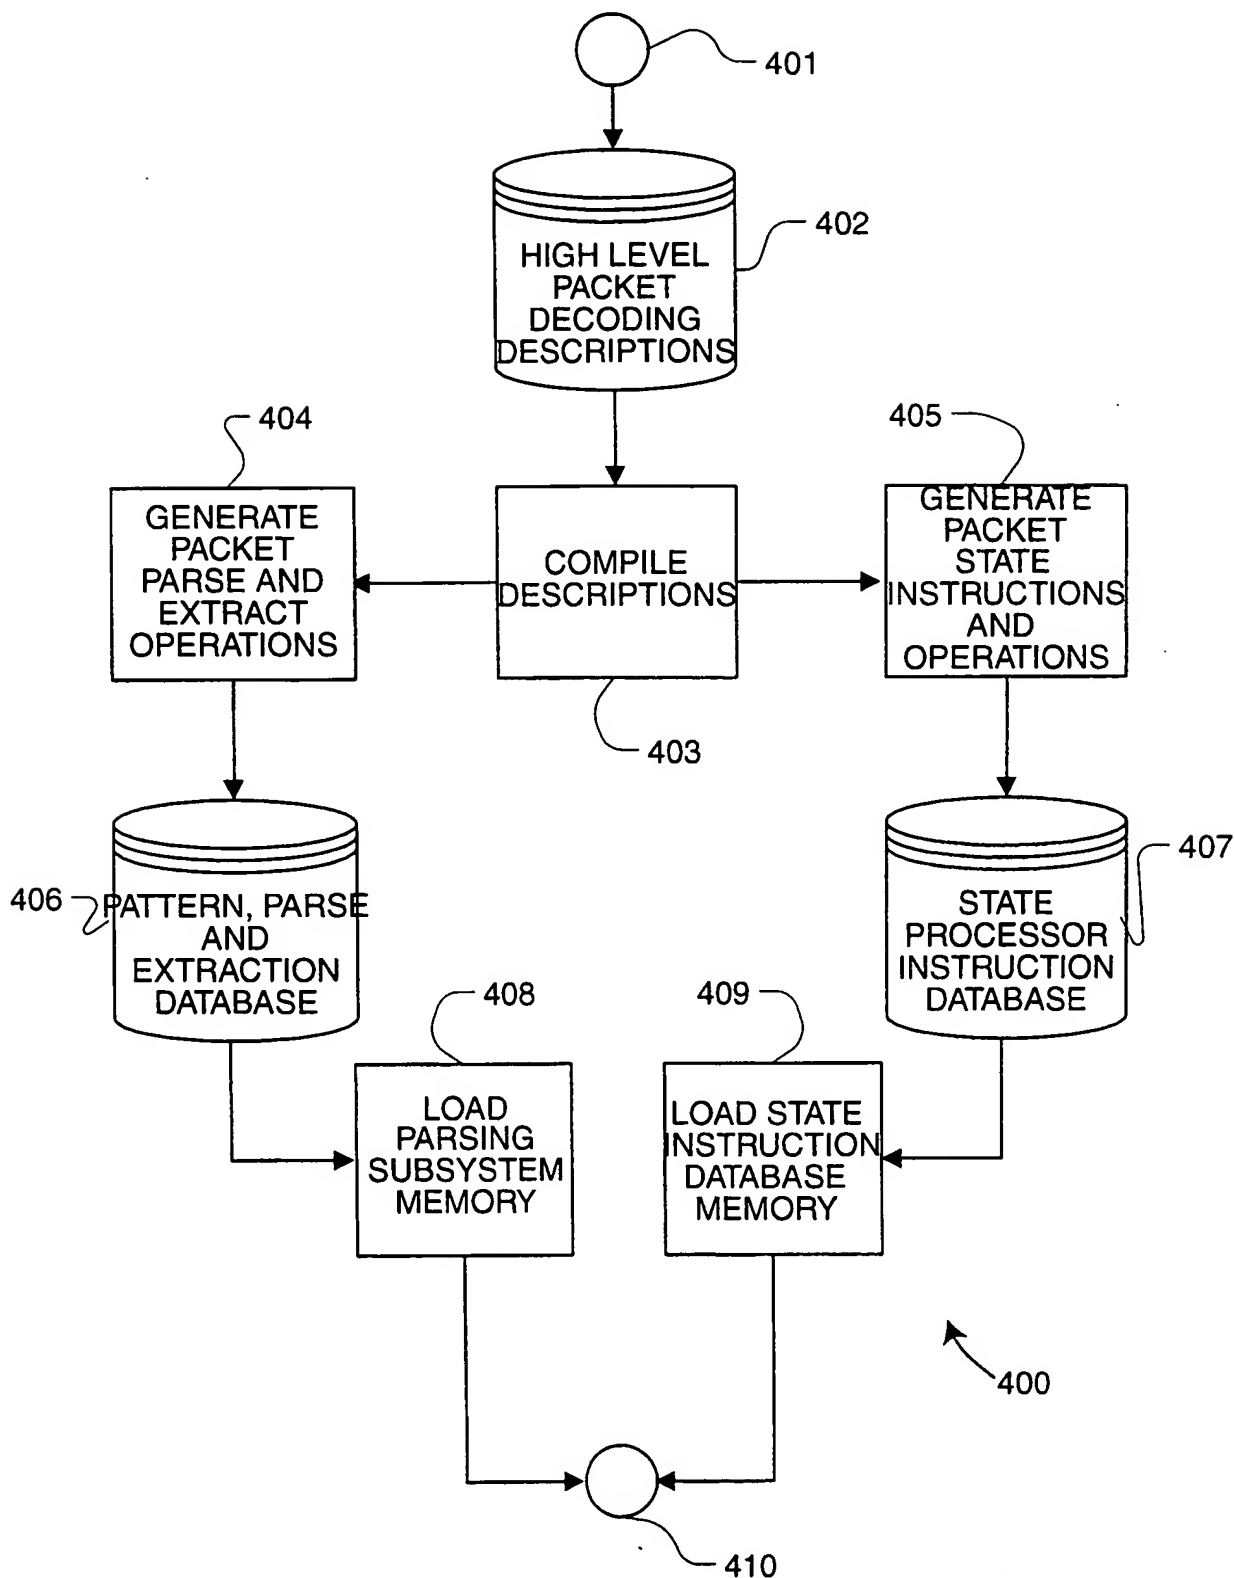 401
402
HIGH LEVEL
PACKET
DECODING
DESCRIPTIONS
404
405
GENERATE
PACKET
PARSE AND
EXTRACT
OPERATIONS
COMPILE
DESCRIPTIONS
GENERATE
PACKET
STATE
INSTRUCTIONS
AND
OPERATIONS
403
406
PATTERN, PARSE
AND
EXTRACTION
DATABASE
407
STATE
PROCESSOR
INSTRUCTION
DATABASE
408
409
LOAD
PARSING
SUBSYSTEM
MEMORY
LOAD STATE
INSTRUCTION
DATABASE
MEMORY
400
410